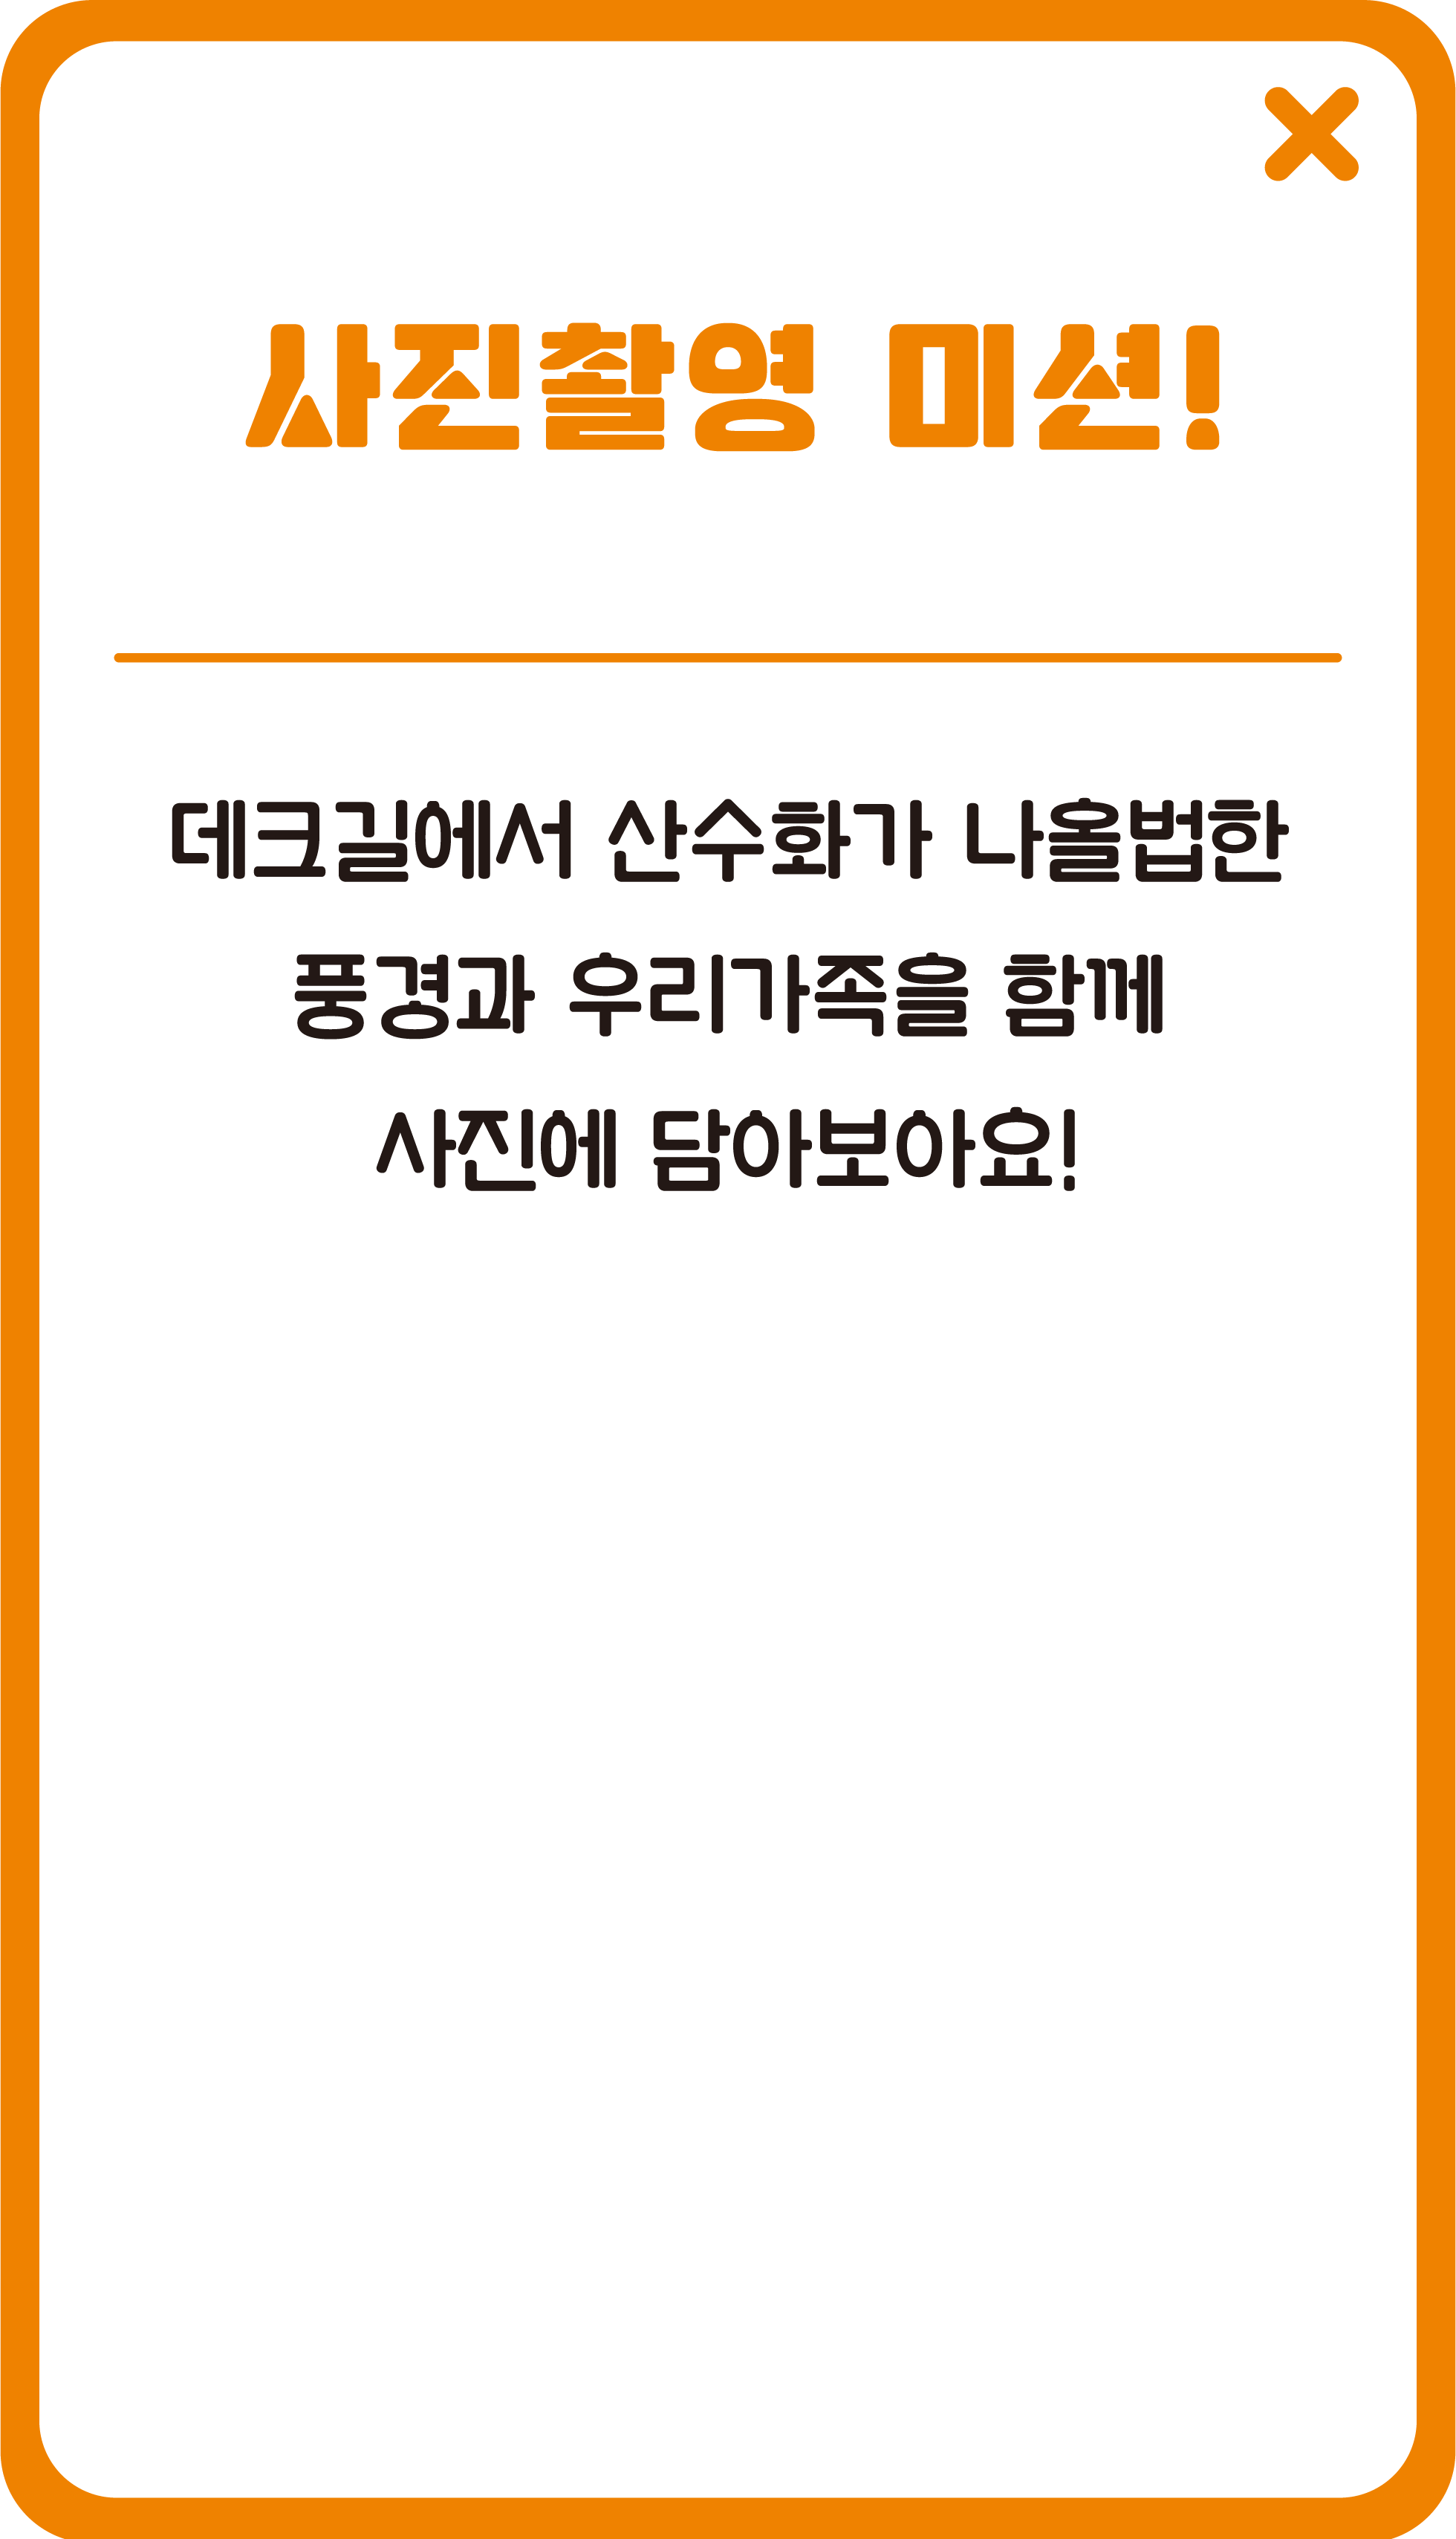 사진촬영 미션!
데크길에서 산수화가 나올법한
풍경과 우리가족을 함께
사진에 담아보아요!